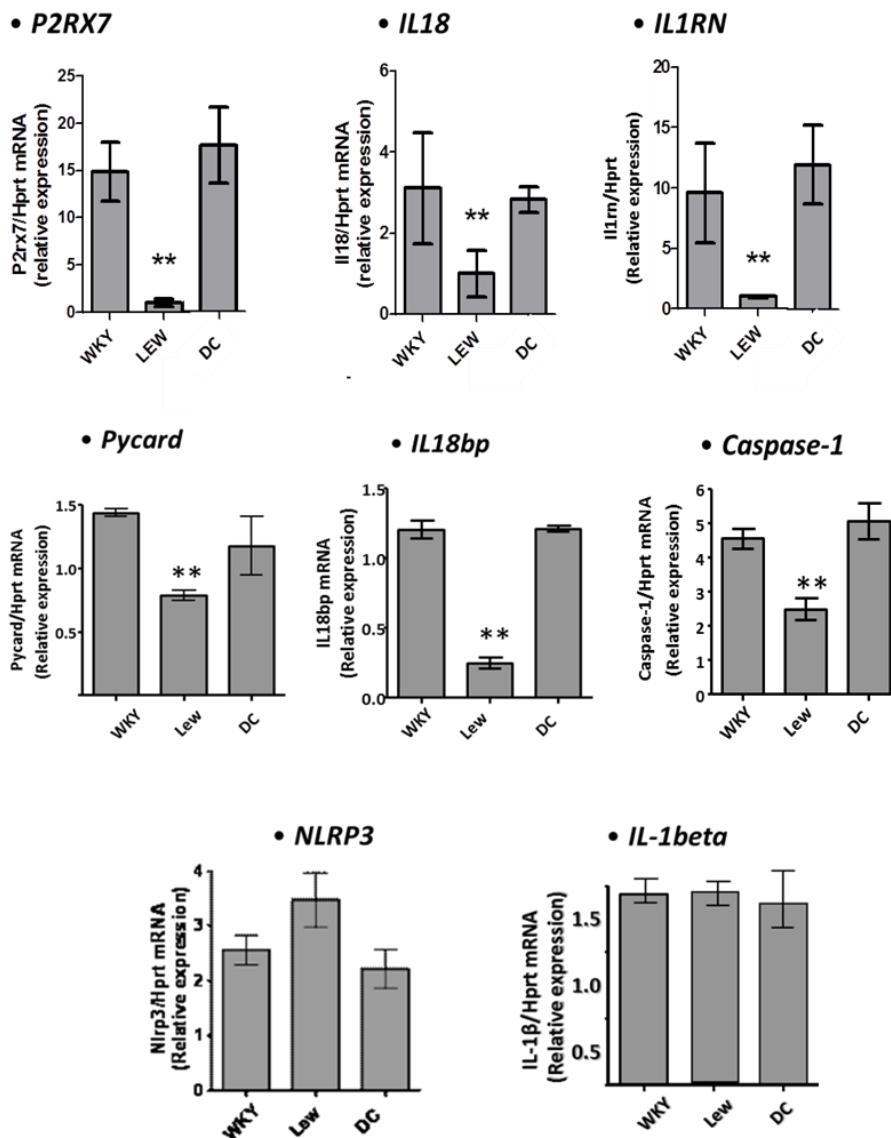 • P2RX7
• IL18
• IL1RN
P2rx7/Hprt mRNA
(relative expression)
25
20
15
10
5
0
**
WKY
LEW
DC
Il18/Hprt mRNA
(relative expression)
6
4
2
0
**
WKY
LEW
DC
Il1rn/Hprt
(Relative expression)
20
15
10
5
0
**
WKY
LEW
DC
-
• Pycard
• IL18bp
• Caspase-1
Pycard/Hprt mRNA
(Relative expression)
1.5
1.0
0.5
**
WKY
Lew
DC
IL18bp mRNA
(Relative expression)
1.5
1.0
0.5
0.0
**
WKY
Lew
DC
Caspase-1/Hprt mRNA
(Relative expression)
6
5
4
3
2
1
0
**
WKY
Lew
DC
• NLRP3
• IL-1beta
Nlrp3/Hprt mRNA
(Relative expression)
4
3
2
1
0
WKY
Lew
DC
IL-1β/Hprt mRNA
(Relative expression)
1.5
1.0
0.5
WKY
Lew
DC